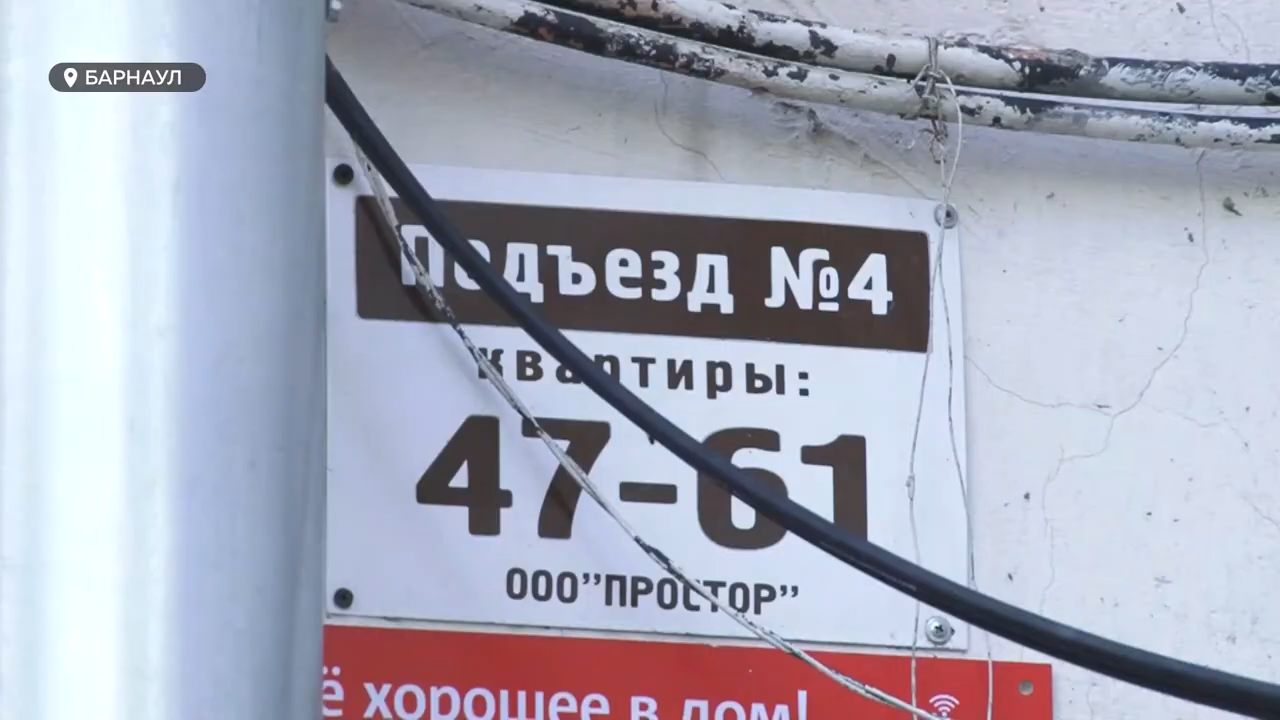 БАРНАУЛ
Подъезд №4
квартиры:
47-61
ООО"ПРОСТОР"
ё хорошее в дом!